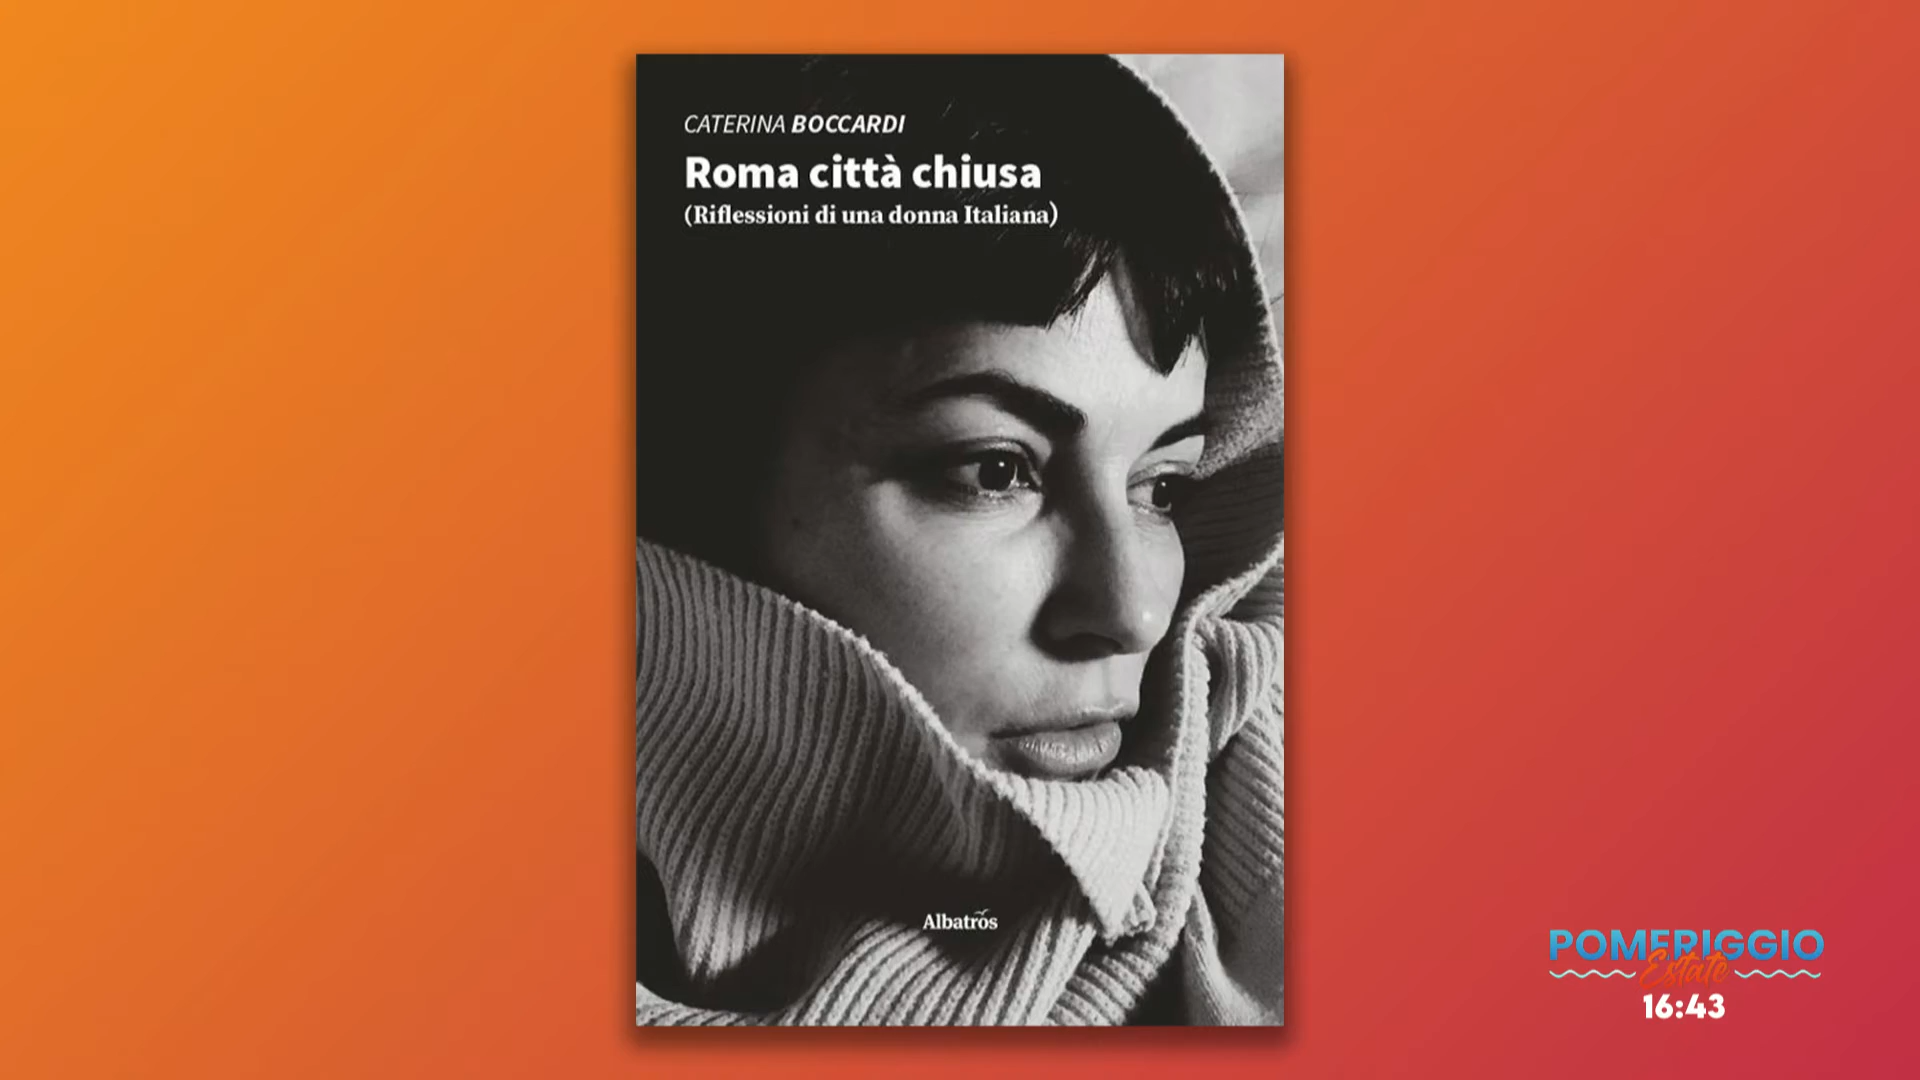 CATERINA BOCCARDI
Roma città chiusa
(Riflessioni di una donna Italiana)
Albatros
POMERIGGIO
Estate
16:43